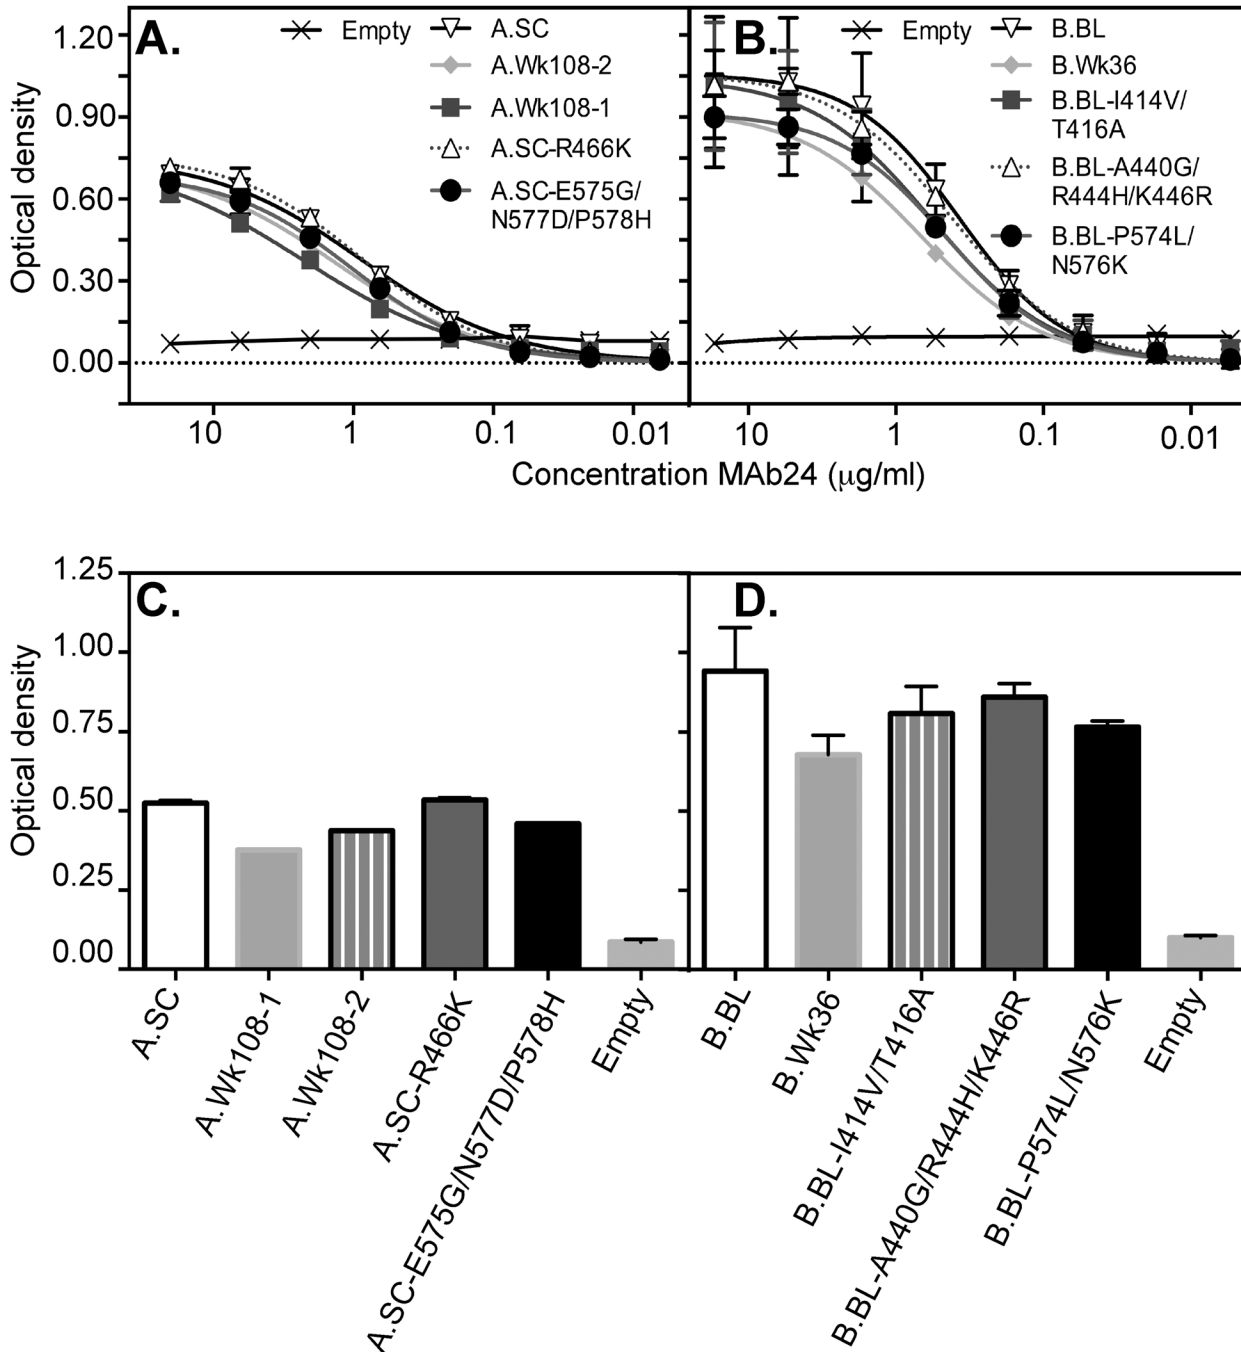 A.
Empty
A.SC
A.Wk108-2
A.Wk108-1
A.SC-R466K
A.SC-E575G/
N577D/P578H
B.
Empty
B.BL
B.Wk36
B.BL-I414V/
T416A
B.BL-A440G/
R444H/K446R
B.BL-P574L/
N576K
Optical density
1.20
0.90
0.60
0.30
0.00
10
1
0.1
0.01
10
1
0.1
0.01
Concentration MAb24 (μg/ml)
C.
D.
Optical density
1.25
1.00
0.75
0.50
0.25
0.00
A.SC
A.Wk108-1
A.Wk108-2
A.SC-R466K
A.SC-E575G/N577D/P578H
Empty
B.BL
B.Wk36
B.BL-I414V/T416A
B.BL-A440G/R444H/K446R
B.BL-P574L/N576K
Empty